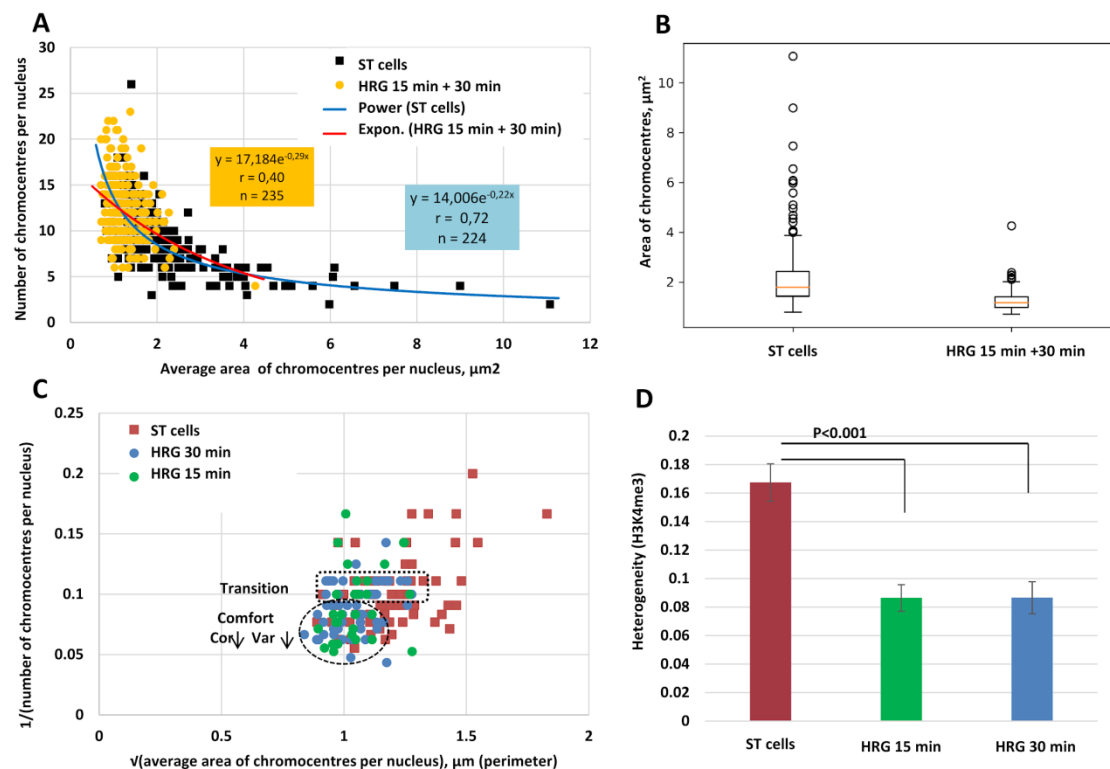 A
Number of chromocentres per nucleus
30
25
20
15
10
5
0
0 2 4 6 8 10 12
Average area of chromocentres per nucleus, µm2
ST cells
HRG 15 min + 30 min
Power (ST cells)
Expon. (HRG 15 min + 30 min)
y = 17,184e-0,29x
r = 0,40
n = 235
y = 14,006e-0,22x
r = 0,72
n = 224
B
Area of chromocentres, µm²
10
8
6
4
2
ST cells
HRG 15 min +30 min
C
1/(number of chromocentres per nucleus)
0.25
0.2
0.15
0.1
0.05
0
0 0.5 1 1.5 2
√(average area of chromocentres per nucleus), µm (perimeter)
ST cells
HRG 30 min
HRG 15 min
Transition
Comfort
Cor↓ Var ↓
D
Heterogeneity (H3K4me3)
0.2
0.18
0.16
0.14
0.12
0.1
0.08
0.06
0.04
0.02
0
P<0.001
ST cells
HRG 15 min
HRG 30 min